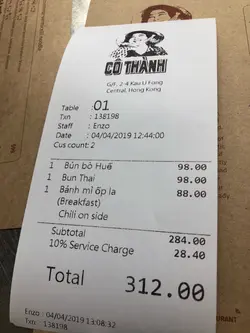 CÔ THÀNH
G/F, 2-4 Kau U Fong
Central, Hong Kong
Table : 01
Txn : 138198
Staff : Enzo
Date : 04/04/2019 12:44:00
Cus count: 2
1 Bún bò Huế 98.00
1 Bun Thai 98.00
1 Bánh mì ốp la 88.00
(Breakfast)
Chili on side
Subtotal 284.00
10% Service Charge 28.40
Total 312.00
Enzo : 04/04/2019 13:08:32
Txn : 138198